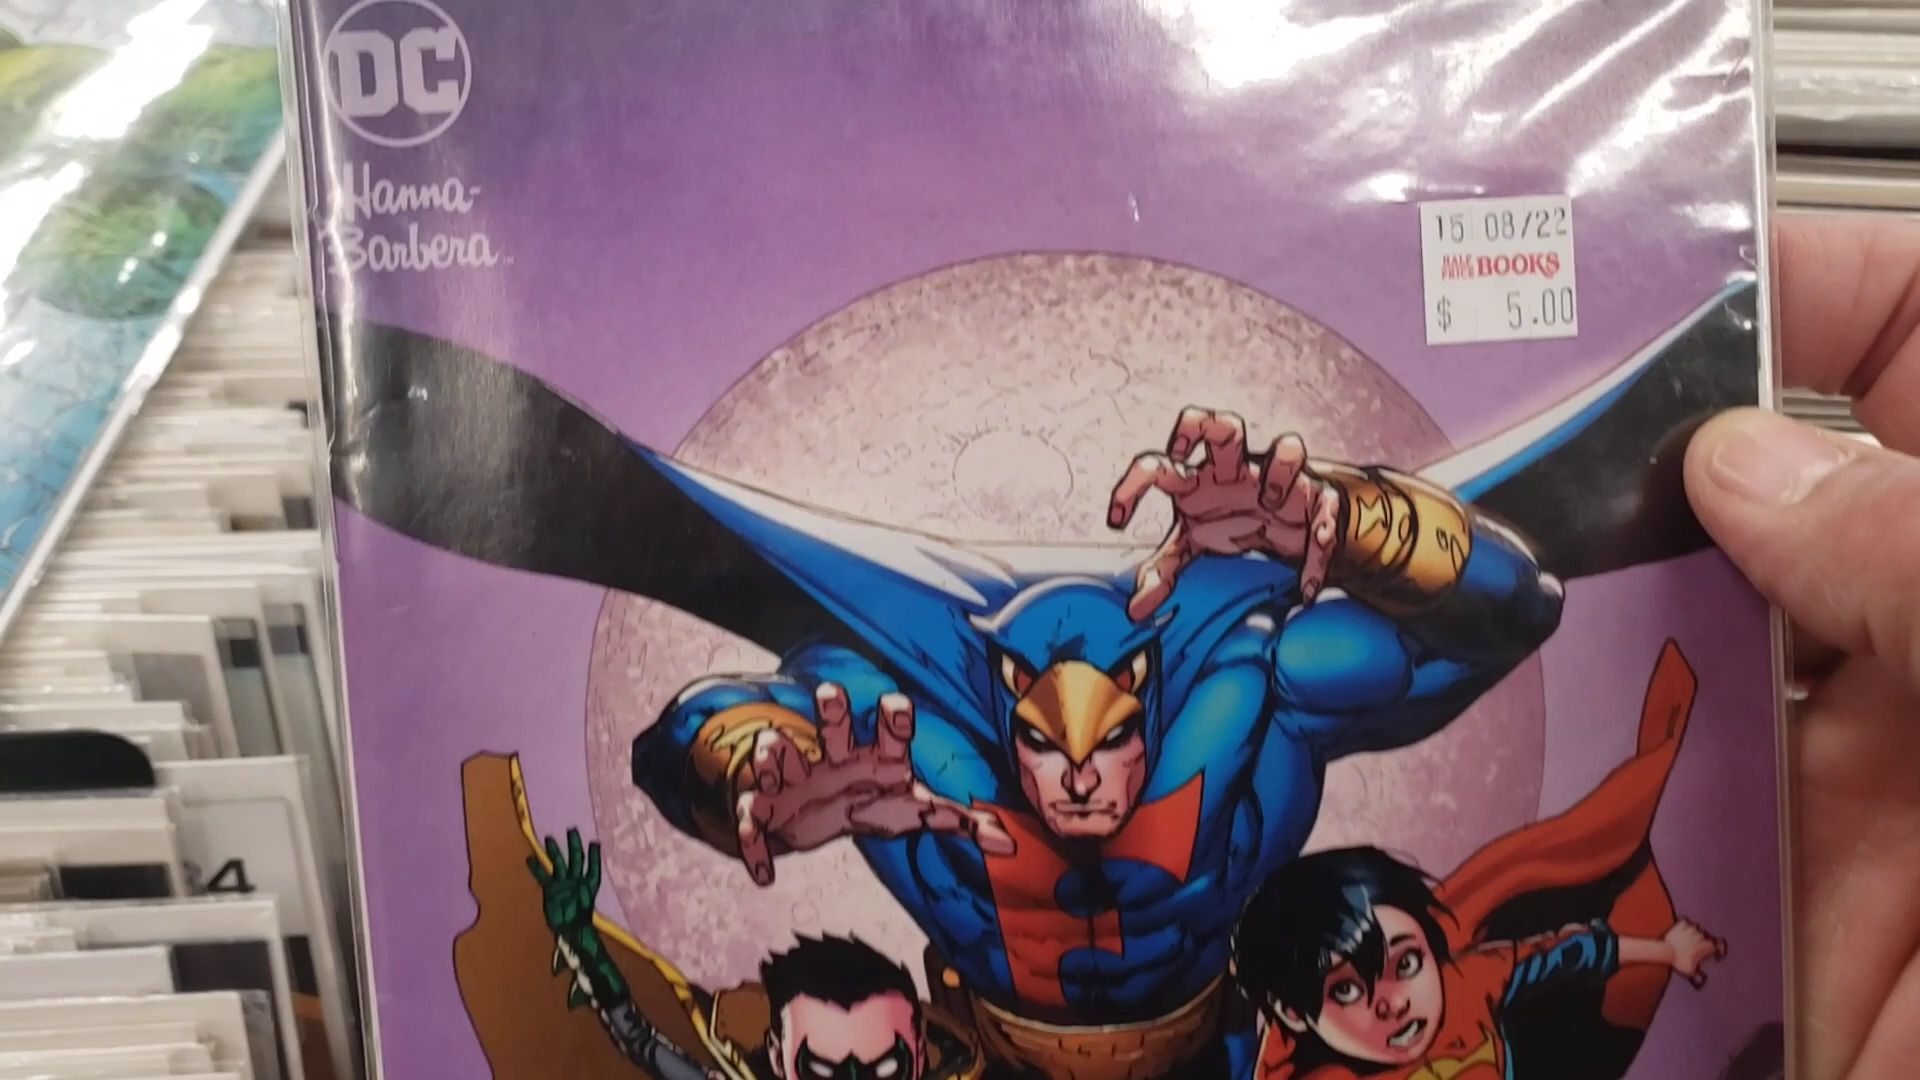 DC
Hanna-
Barbera
15 08/22
HALF PRICE BOOKS
$ 5.00
4